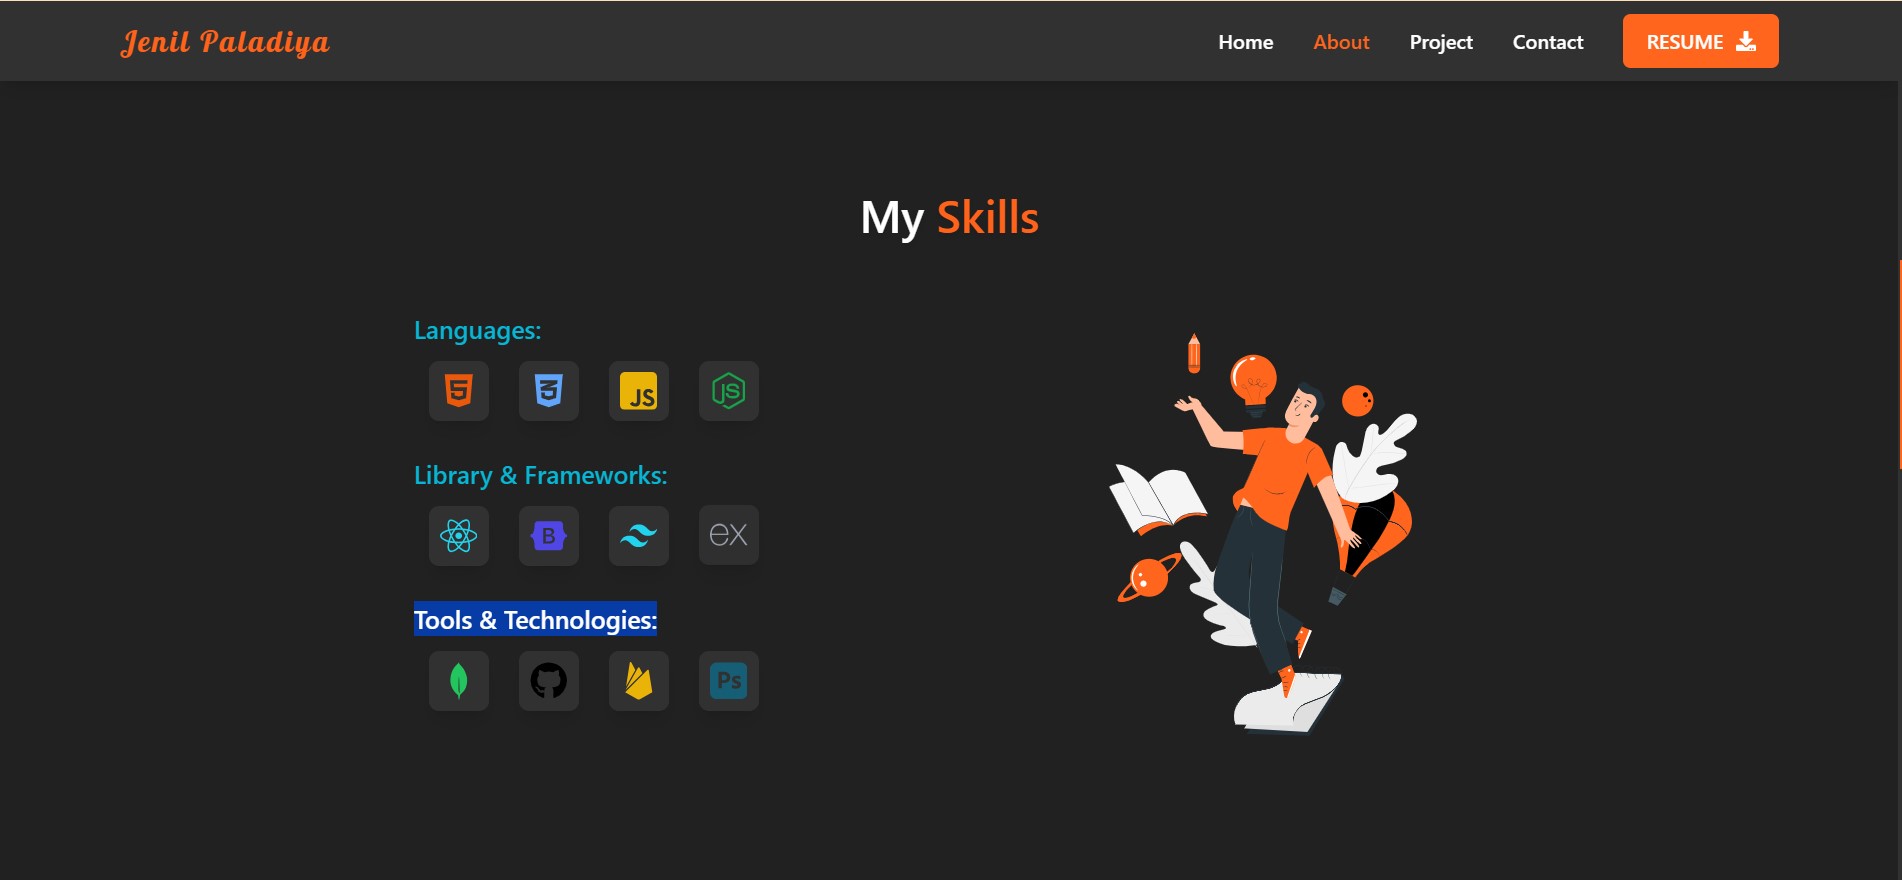 Jenil Paladiya
Home About Project Contact RESUME
My Skills
Languages:
5 3 JS JS
Library & Frameworks:
B ex
Tools & Technologies:
Ps